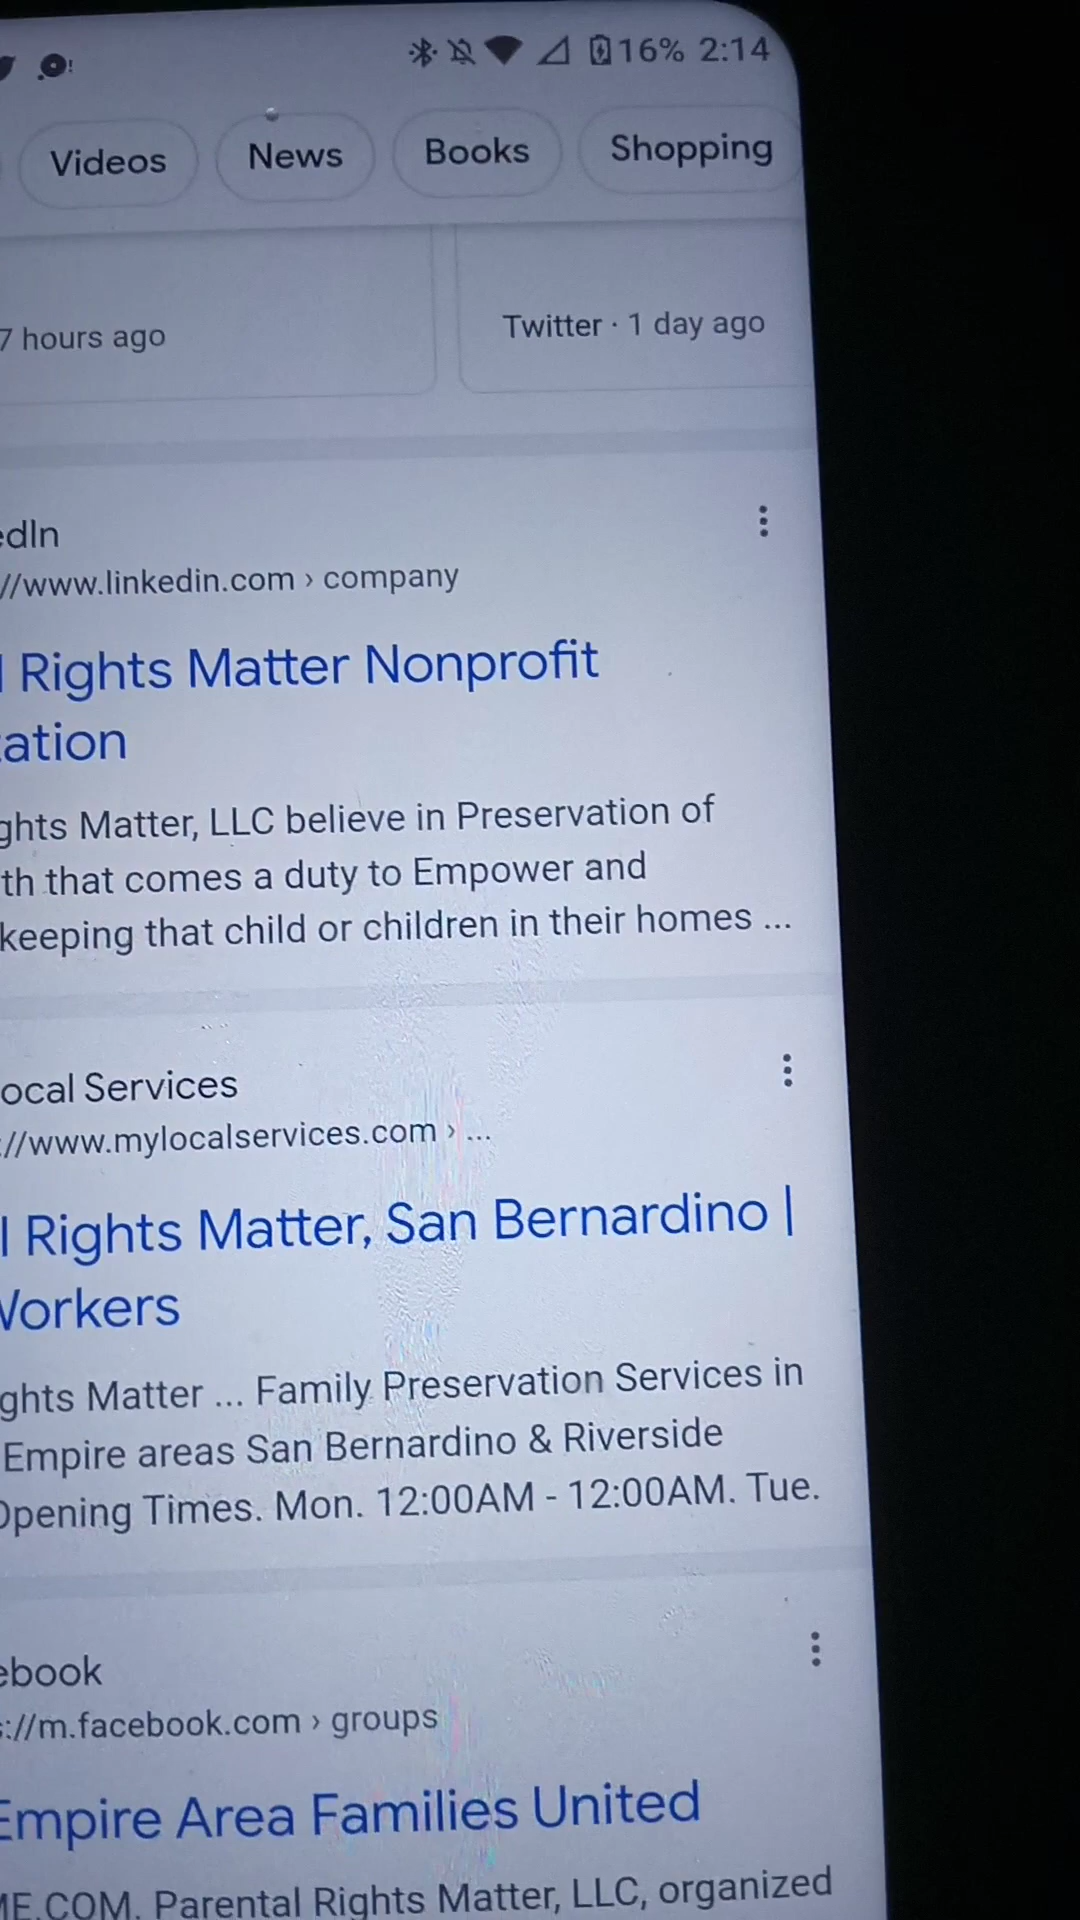 16% 2:14
Videos News Books Shopping
7 hours ago
Twitter · 1 day ago
edIn
//www.linkedin.com › company
l Rights Matter Nonprofit
ation
ghts Matter, LLC believe in Preservation of
th that comes a duty to Empower and
keeping that child or children in their homes ...
ocal Services
://www.mylocalservices.com › ...
l Rights Matter, San Bernardino |
Workers
ghts Matter ... Family Preservation Services in
Empire areas San Bernardino & Riverside
Opening Times. Mon. 12:00AM - 12:00AM. Tue.
ebook
s://m.facebook.com › groups
Empire Area Families United
ME.COM. Parental Rights Matter, LLC, organized